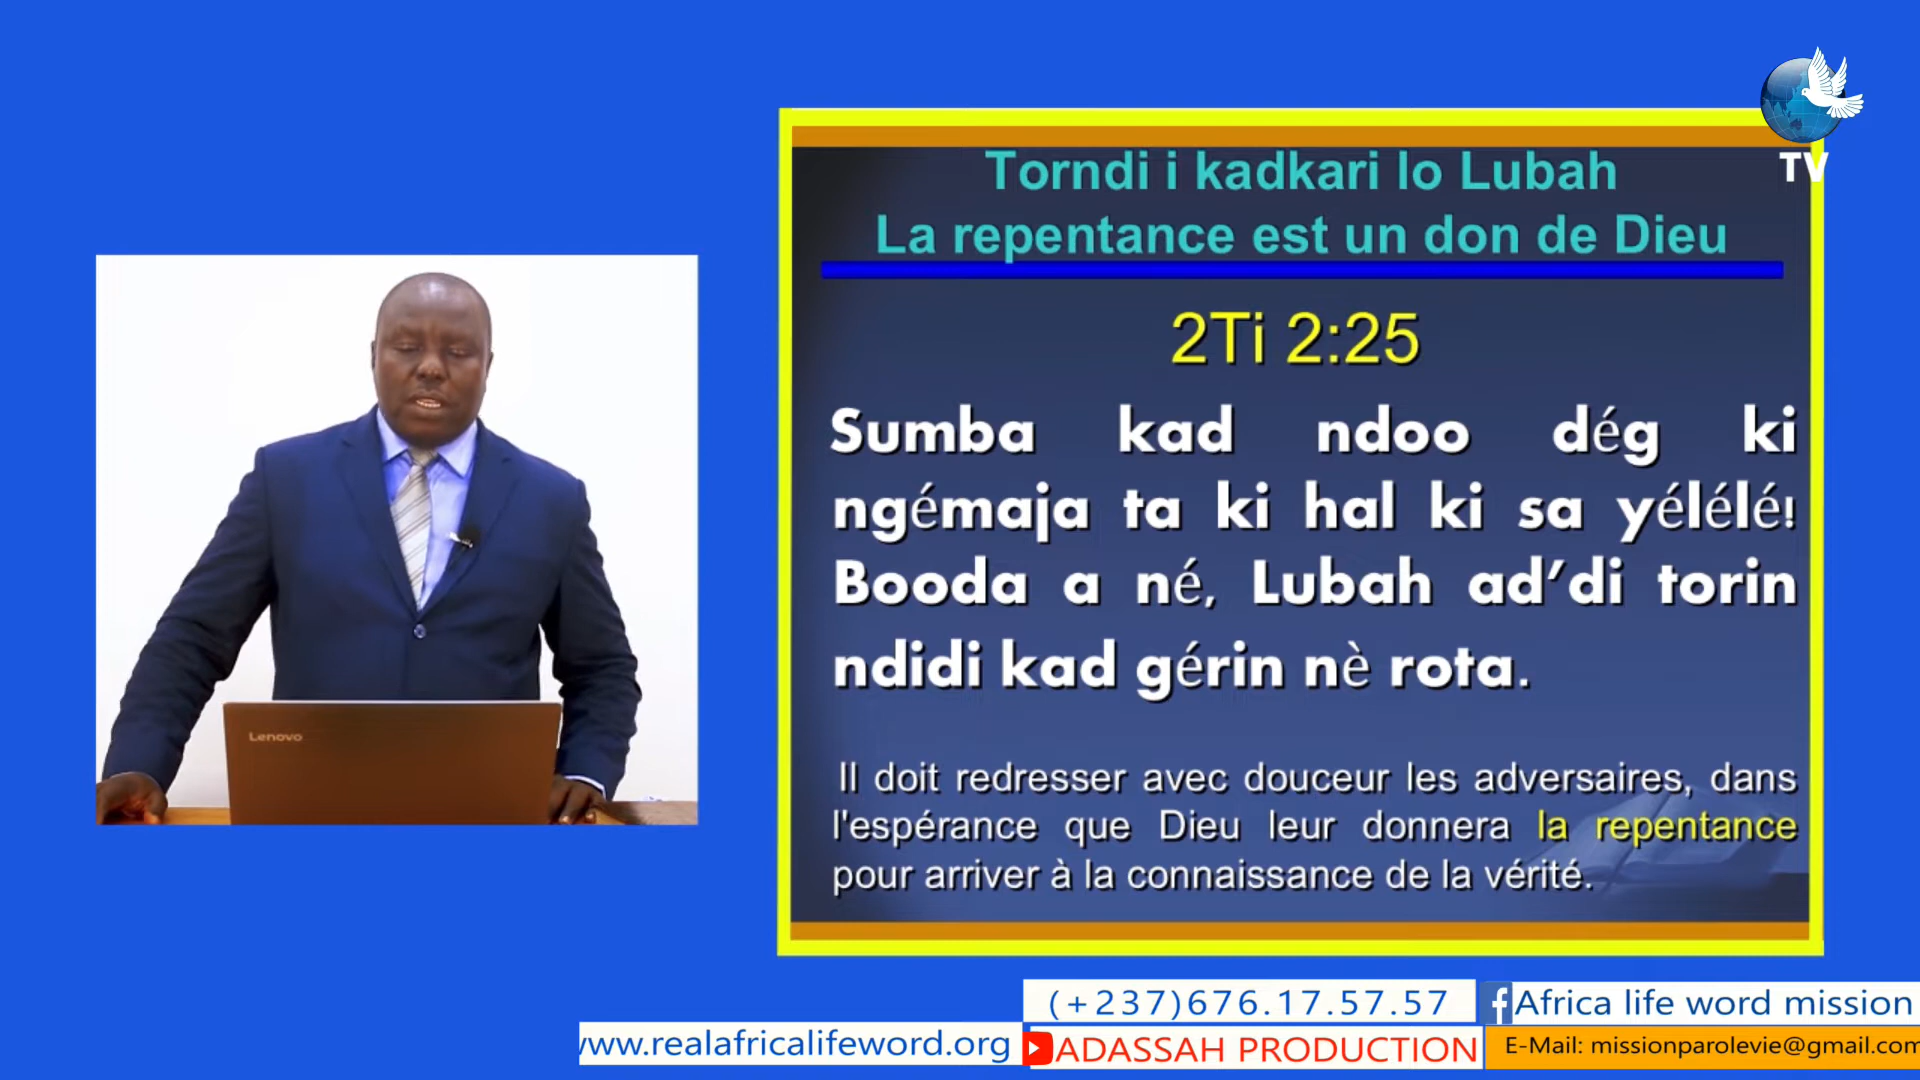 TV
Torndi i kadkari lo Lubah
La repentance est un don de Dieu
2Ti 2:25
Sumba kad ndoo dég ki
ngémaja ta ki hal ki sa yélélé!
Booda a né, Lubah ad’di torin
ndidi kad gérin nè rota.
Il doit redresser avec douceur les adversaires, dans
l'espérance que Dieu leur donnera la repentance
pour arriver à la connaissance de la vérité.
Lenovo
(+237)676.17.57.57
Africa life word mission
www.realafricalifeword.org
ADASSAH PRODUCTION
E-Mail: missionparolevie@gmail.com